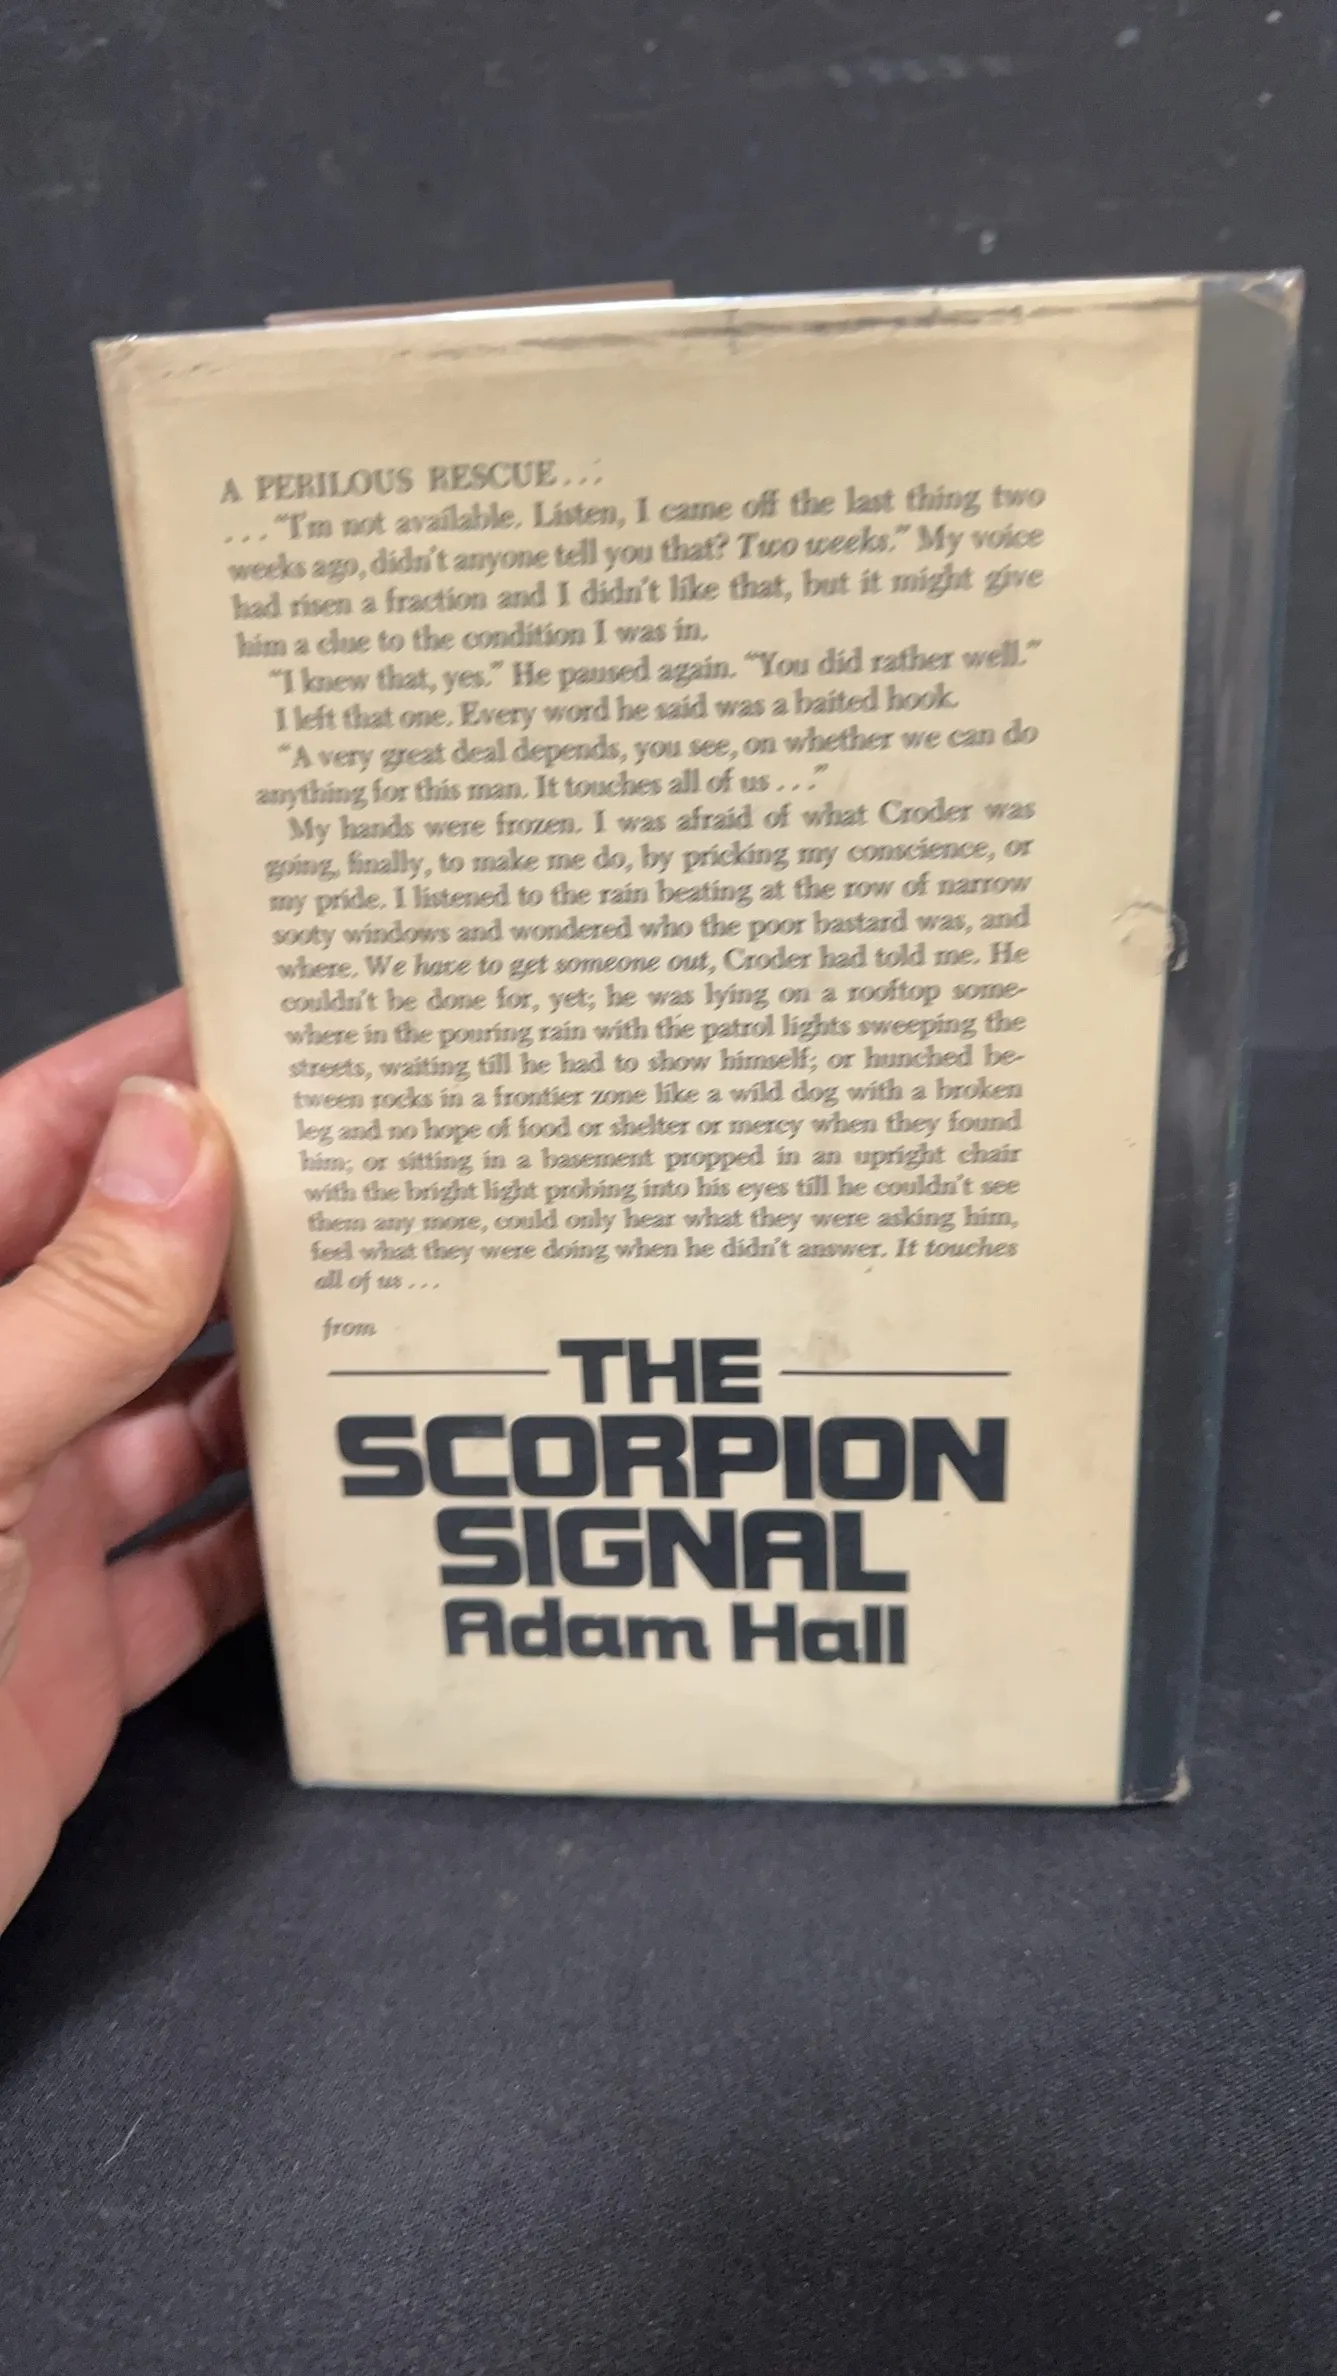 A PERILOUS RESCUE...
..."I'm not available. Listen, I came off the last thing two
weeks ago, didn't anyone tell you that? Two weeks." My voice
had risen a fraction and I didn't like that, but it might give
him a clue to the condition I was in.
"I knew that, yes." He paused again. "You did rather well."
I left that one. Every word he said was a baited hook.
"A very great deal depends, you see, on whether we can do
anything for this man. It touches all of us ..."
My hands were frozen. I was afraid of what Croder was
going, finally, to make me do, by pricking my conscience, or
my pride. I listened to the rain beating at the row of narrow
sooty windows and wondered who the poor bastard was, and
where. We have to get someone out, Croder had told me. He
couldn't be done for, yet; he was lying on a rooftop some-
where in the pouring rain with the patrol lights sweeping the
streets, waiting till he had to show himself; or hunched be-
tween rocks in a frontier zone like a wild dog with a broken
leg and no hope of food or shelter or mercy when they found
him; or sitting in a basement propped in an upright chair
with the bright light probing into his eyes till he couldn't see
them any more, could only hear what they were asking him,
feel what they were doing when he didn't answer. It touches
all of us ...
from
THE
SCORPION
SIGNAL
Adam Hall